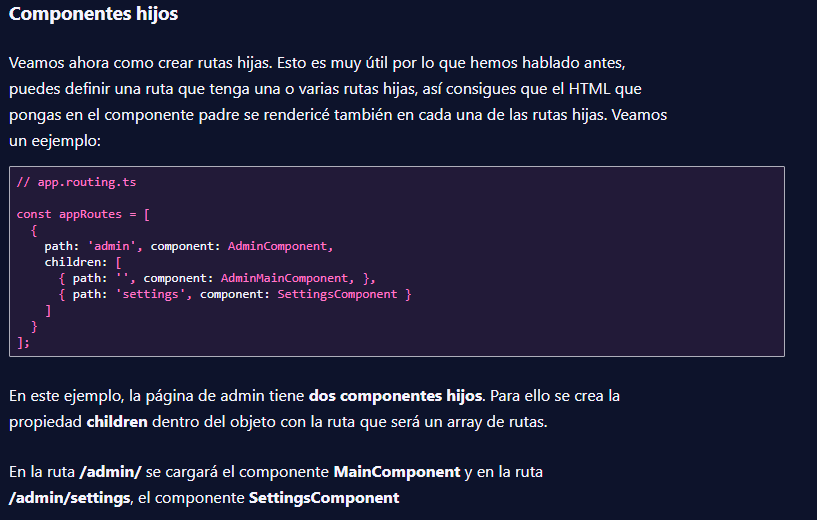 Componentes hijos
Veamos ahora como crear rutas hijas. Esto es muy útil por lo que hemos hablado antes,
puedes definir una ruta que tenga una o varias rutas hijas, así consigues que el HTML que
pongas en el componente padre se rendericé también en cada una de las rutas hijas. Veamos
un eejemplo:
// app.routing.ts
const appRoutes = [
  {
    path: 'admin', component: AdminComponent,
    children: [
      { path: '', component: AdminMainComponent, },
      { path: 'settings', component: SettingsComponent }
    ]
  }
];
En este ejemplo, la página de admin tiene dos componentes hijos. Para ello se crea la
propiedad children dentro del objeto con la ruta que será un array de rutas.
En la ruta /admin/ se cargará el componente MainComponent y en la ruta
/admin/settings, el componente SettingsComponent